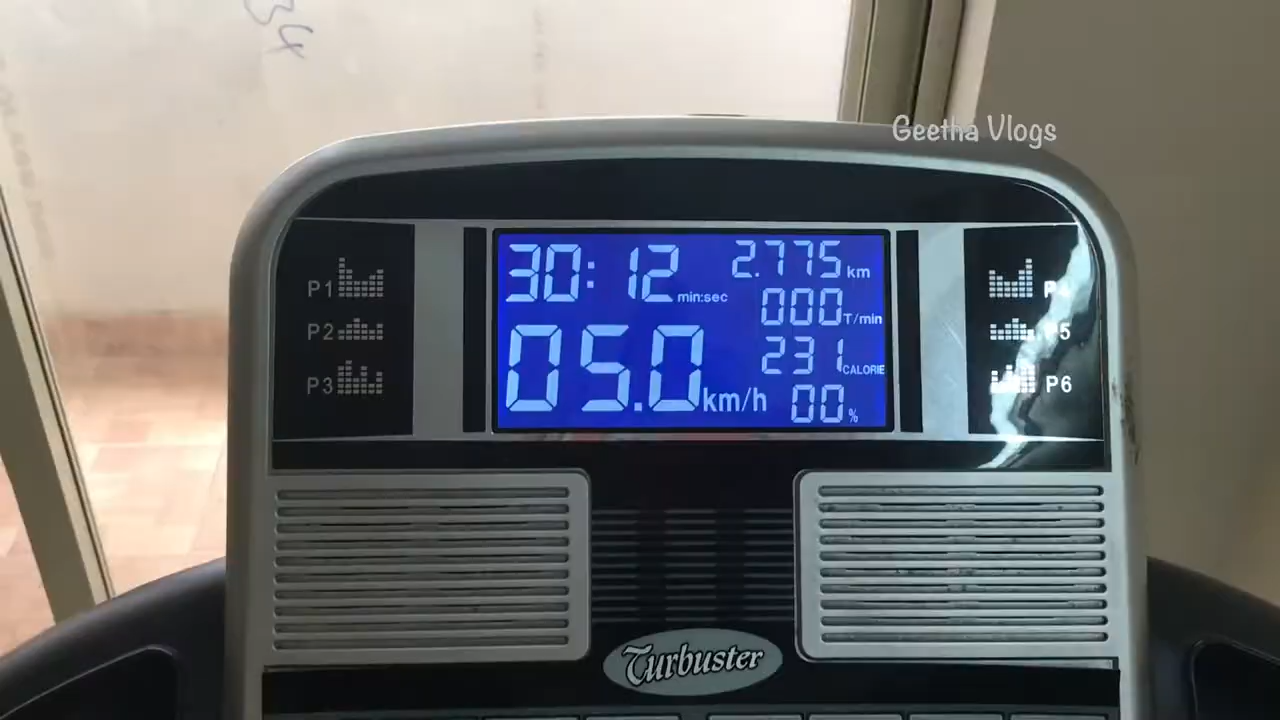 34
Geetha Vlogs
P1
P2
P3
30:12 min:sec
05.0 km/h
2.775 km
000 T/min
231 CALORIE
00 %
P5
P6
Turbuster